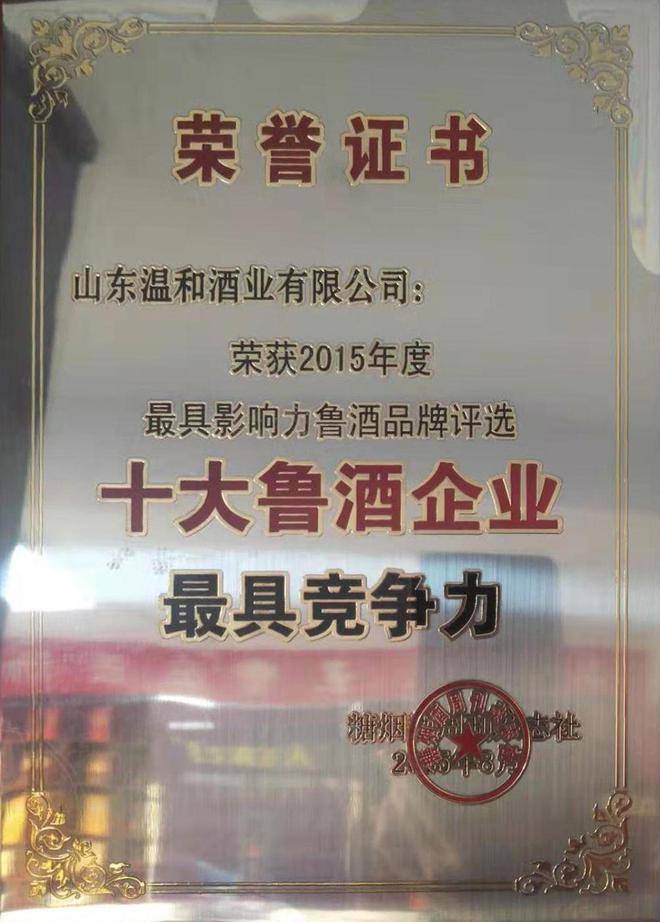 荣誉证书
山东温和酒业有限公司：
荣获2015年度
最具影响力鲁酒品牌评选
十大鲁酒企业
最具竞争力
糖烟 志社